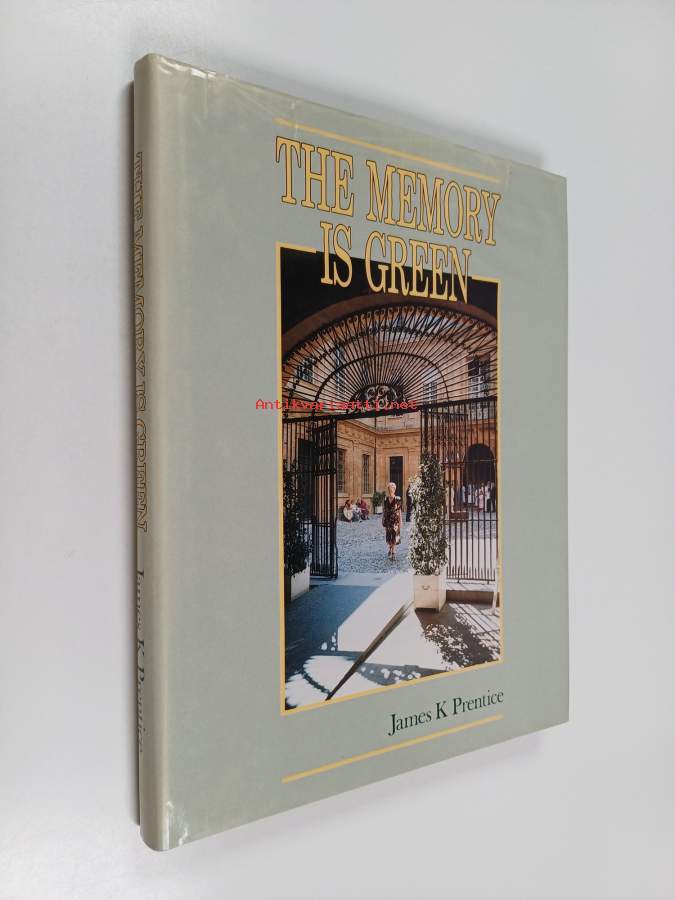 THE MEMORY
IS GREEN
Antikvariaatti.net
James K Prentice
THE MEMORY IS GREEN James K Prentice